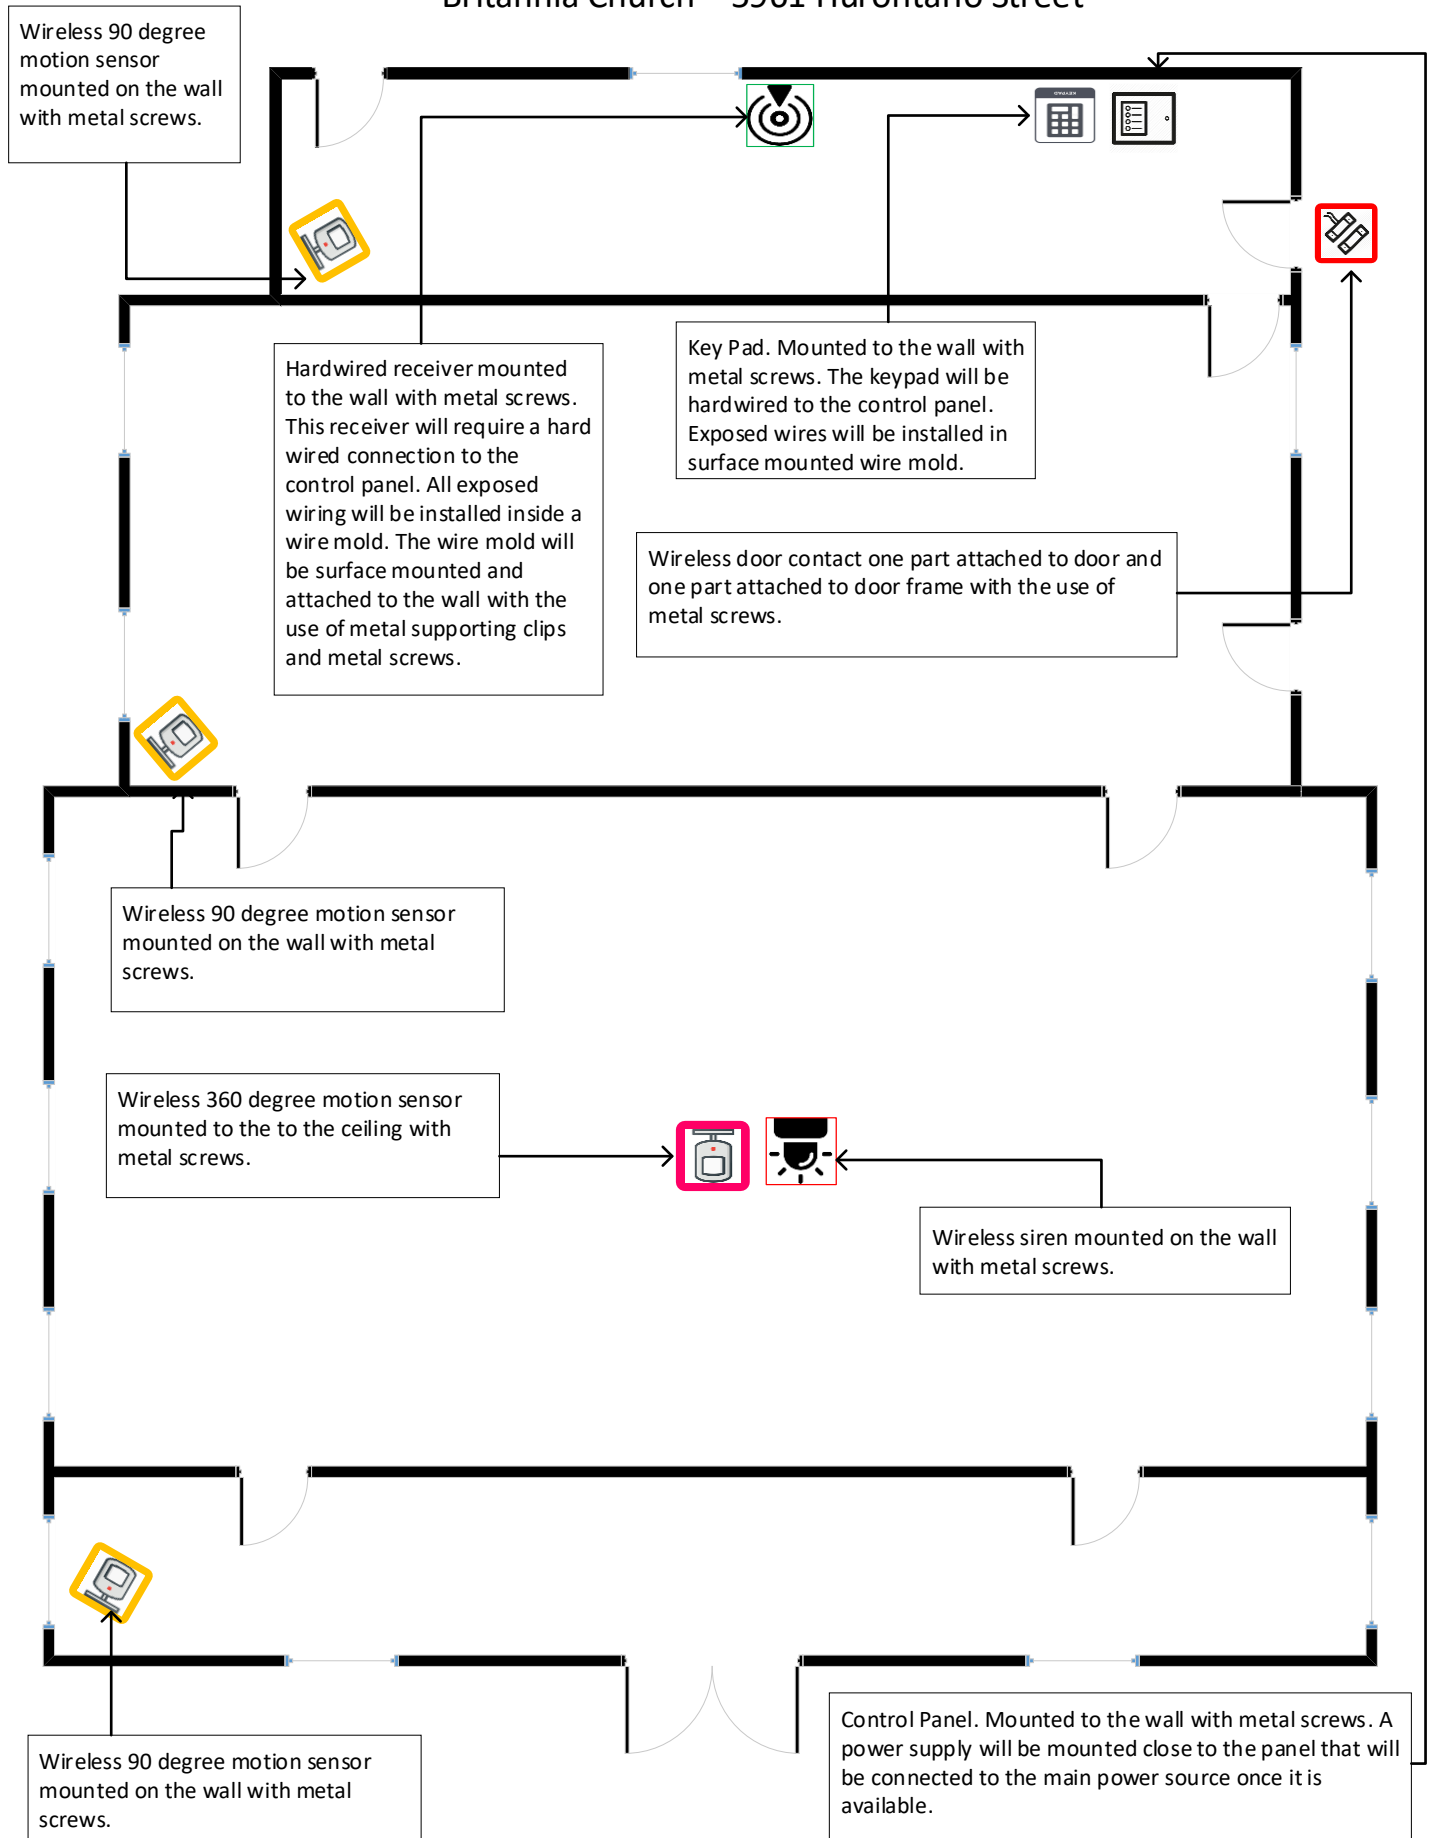 Britannia Church – 5961 Hurontario Street
Wireless 90 degree
motion sensor
mounted on the wall
with metal screws.
KEYPAD
Hardwired receiver mounted
to the wall with metal screws.
This receiver will require a hard
wired connection to the
control panel. All exposed
wiring will be installed inside a
wire mold. The wire mold will
be surface mounted and
attached to the wall with the
use of metal supporting clips
and metal screws.
Key Pad. Mounted to the wall with
metal screws. The keypad will be
hardwired to the control panel.
Exposed wires will be installed in
surface mounted wire mold.
Wireless door contact one part attached to door and
one part attached to door frame with the use of
metal screws.
Wireless 90 degree motion sensor
mounted on the wall with metal
screws.
Wireless 360 degree motion sensor
mounted to the to the ceiling with
metal screws.
Wireless siren mounted on the wall
with metal screws.
Wireless 90 degree motion sensor
mounted on the wall with metal
screws.
Control Panel. Mounted to the wall with metal screws. A
power supply will be mounted close to the panel that will
be connected to the main power source once it is
available.